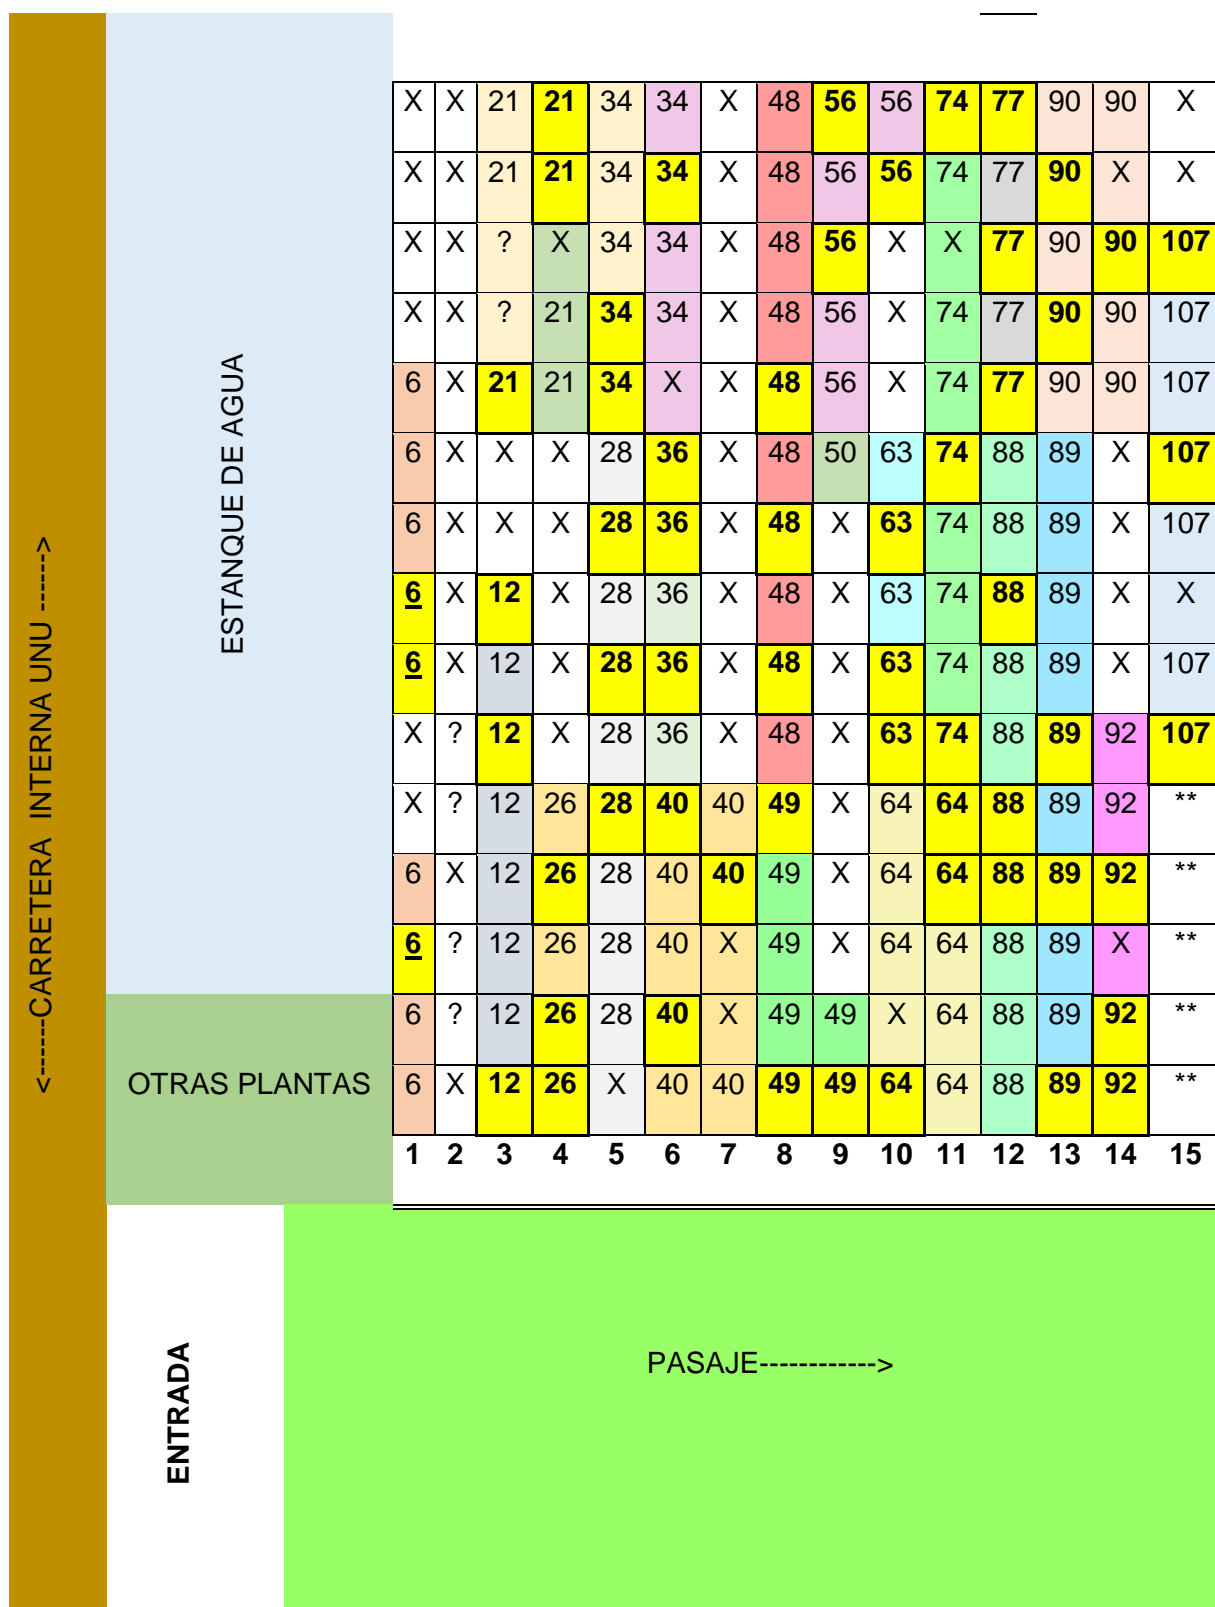 <------CARRETERA INTERNA UNU ------>
ESTANQUE DE AGUA
X X 21 21 34 34 X 48 56 56 74 77 90 90 X
X X 21 21 34 34 X 48 56 56 74 77 90 X X
X X ? X 34 34 X 48 56 X X 77 90 90 107
X X ? 21 34 34 X 48 56 X 74 77 90 90 107
6 X 21 21 34 X X 48 56 X 74 77 90 90 107
6 X X X 28 36 X 48 50 63 74 88 89 X 107
6 X X X 28 36 X 48 X 63 74 88 89 X 107
6 X 12 X 28 36 X 48 X 63 74 88 89 X X
6 X 12 X 28 36 X 48 X 63 74 88 89 X 107
X ? 12 X 28 36 X 48 X 63 74 88 89 92 107
X ? 12 26 28 40 40 49 X 64 64 88 89 92 **
6 X 12 26 28 40 40 49 X 64 64 88 89 92 **
6 ? 12 26 28 40 X 49 X 64 64 88 89 X **
6 ? 12 26 28 40 X 49 49 X 64 88 89 92 **
OTRAS PLANTAS
6 X 12 26 X 40 40 49 49 64 64 88 89 92 **
1 2 3 4 5 6 7 8 9 10 11 12 13 14 15
ENTRADA
PASAJE------------>